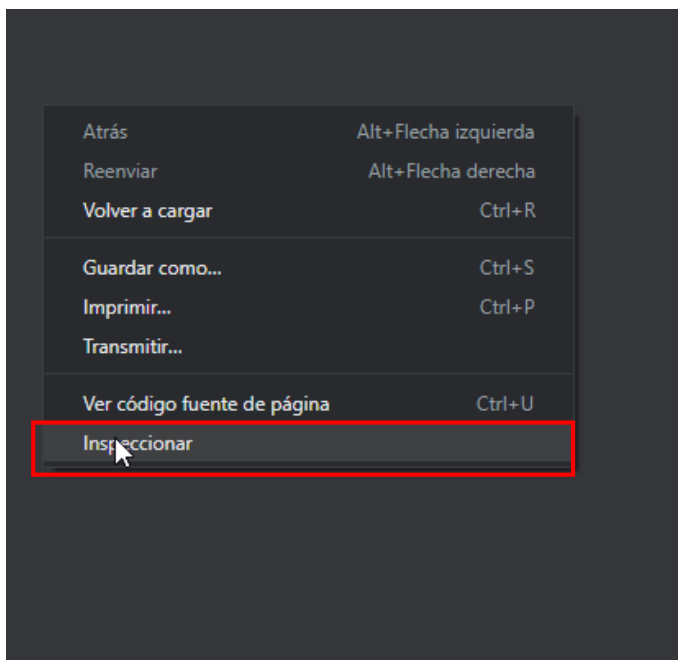 Atrás Alt+Flecha izquierda
Reenviar Alt+Flecha derecha
Volver a cargar Ctrl+R
Guardar como... Ctrl+S
Imprimir... Ctrl+P
Transmitir...
Ver código fuente de página Ctrl+U
Inspeccionar